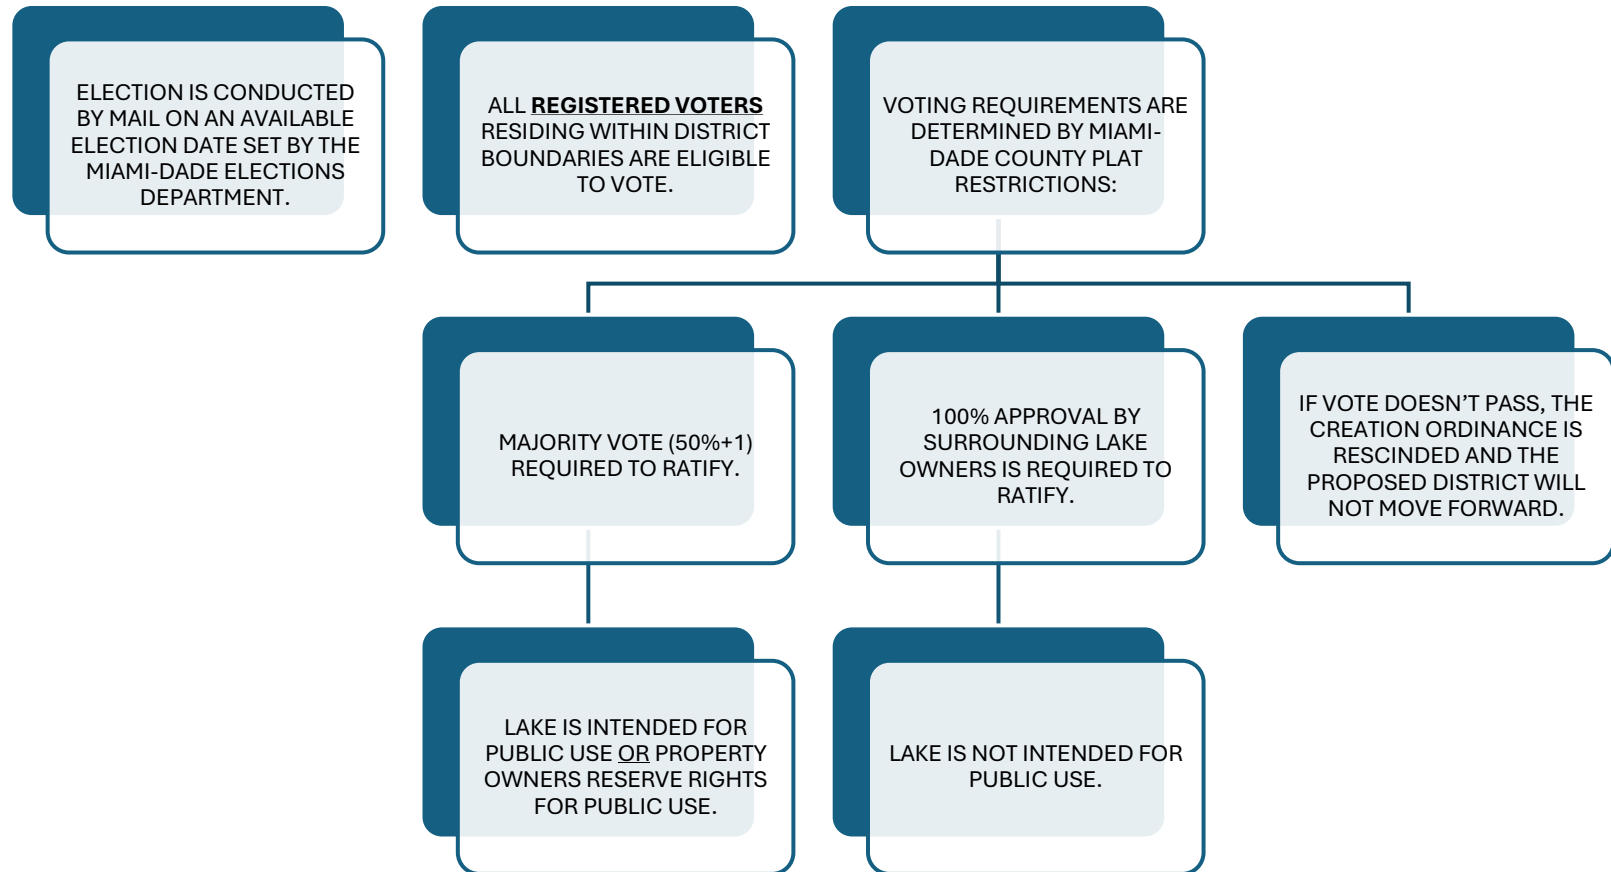 ELECTION IS CONDUCTED
BY MAIL ON AN AVAILABLE
ELECTION DATE SET BY THE
MIAMI-DADE ELECTIONS
DEPARTMENT.
ALL REGISTERED VOTERS
RESIDING WITHIN DISTRICT
BOUNDARIES ARE ELIGIBLE
TO VOTE.
VOTING REQUIREMENTS ARE
DETERMINED BY MIAMI-
DADE COUNTY PLAT
RESTRICTIONS:
MAJORITY VOTE (50%+1)
REQUIRED TO RATIFY.
100% APPROVAL BY
SURROUNDING LAKE
OWNERS IS REQUIRED TO
RATIFY.
IF VOTE DOESN’T PASS, THE
CREATION ORDINANCE IS
RESCINDED AND THE
PROPOSED DISTRICT WILL
NOT MOVE FORWARD.
LAKE IS INTENDED FOR
PUBLIC USE OR PROPERTY
OWNERS RESERVE RIGHTS
FOR PUBLIC USE.
LAKE IS NOT INTENDED FOR
PUBLIC USE.